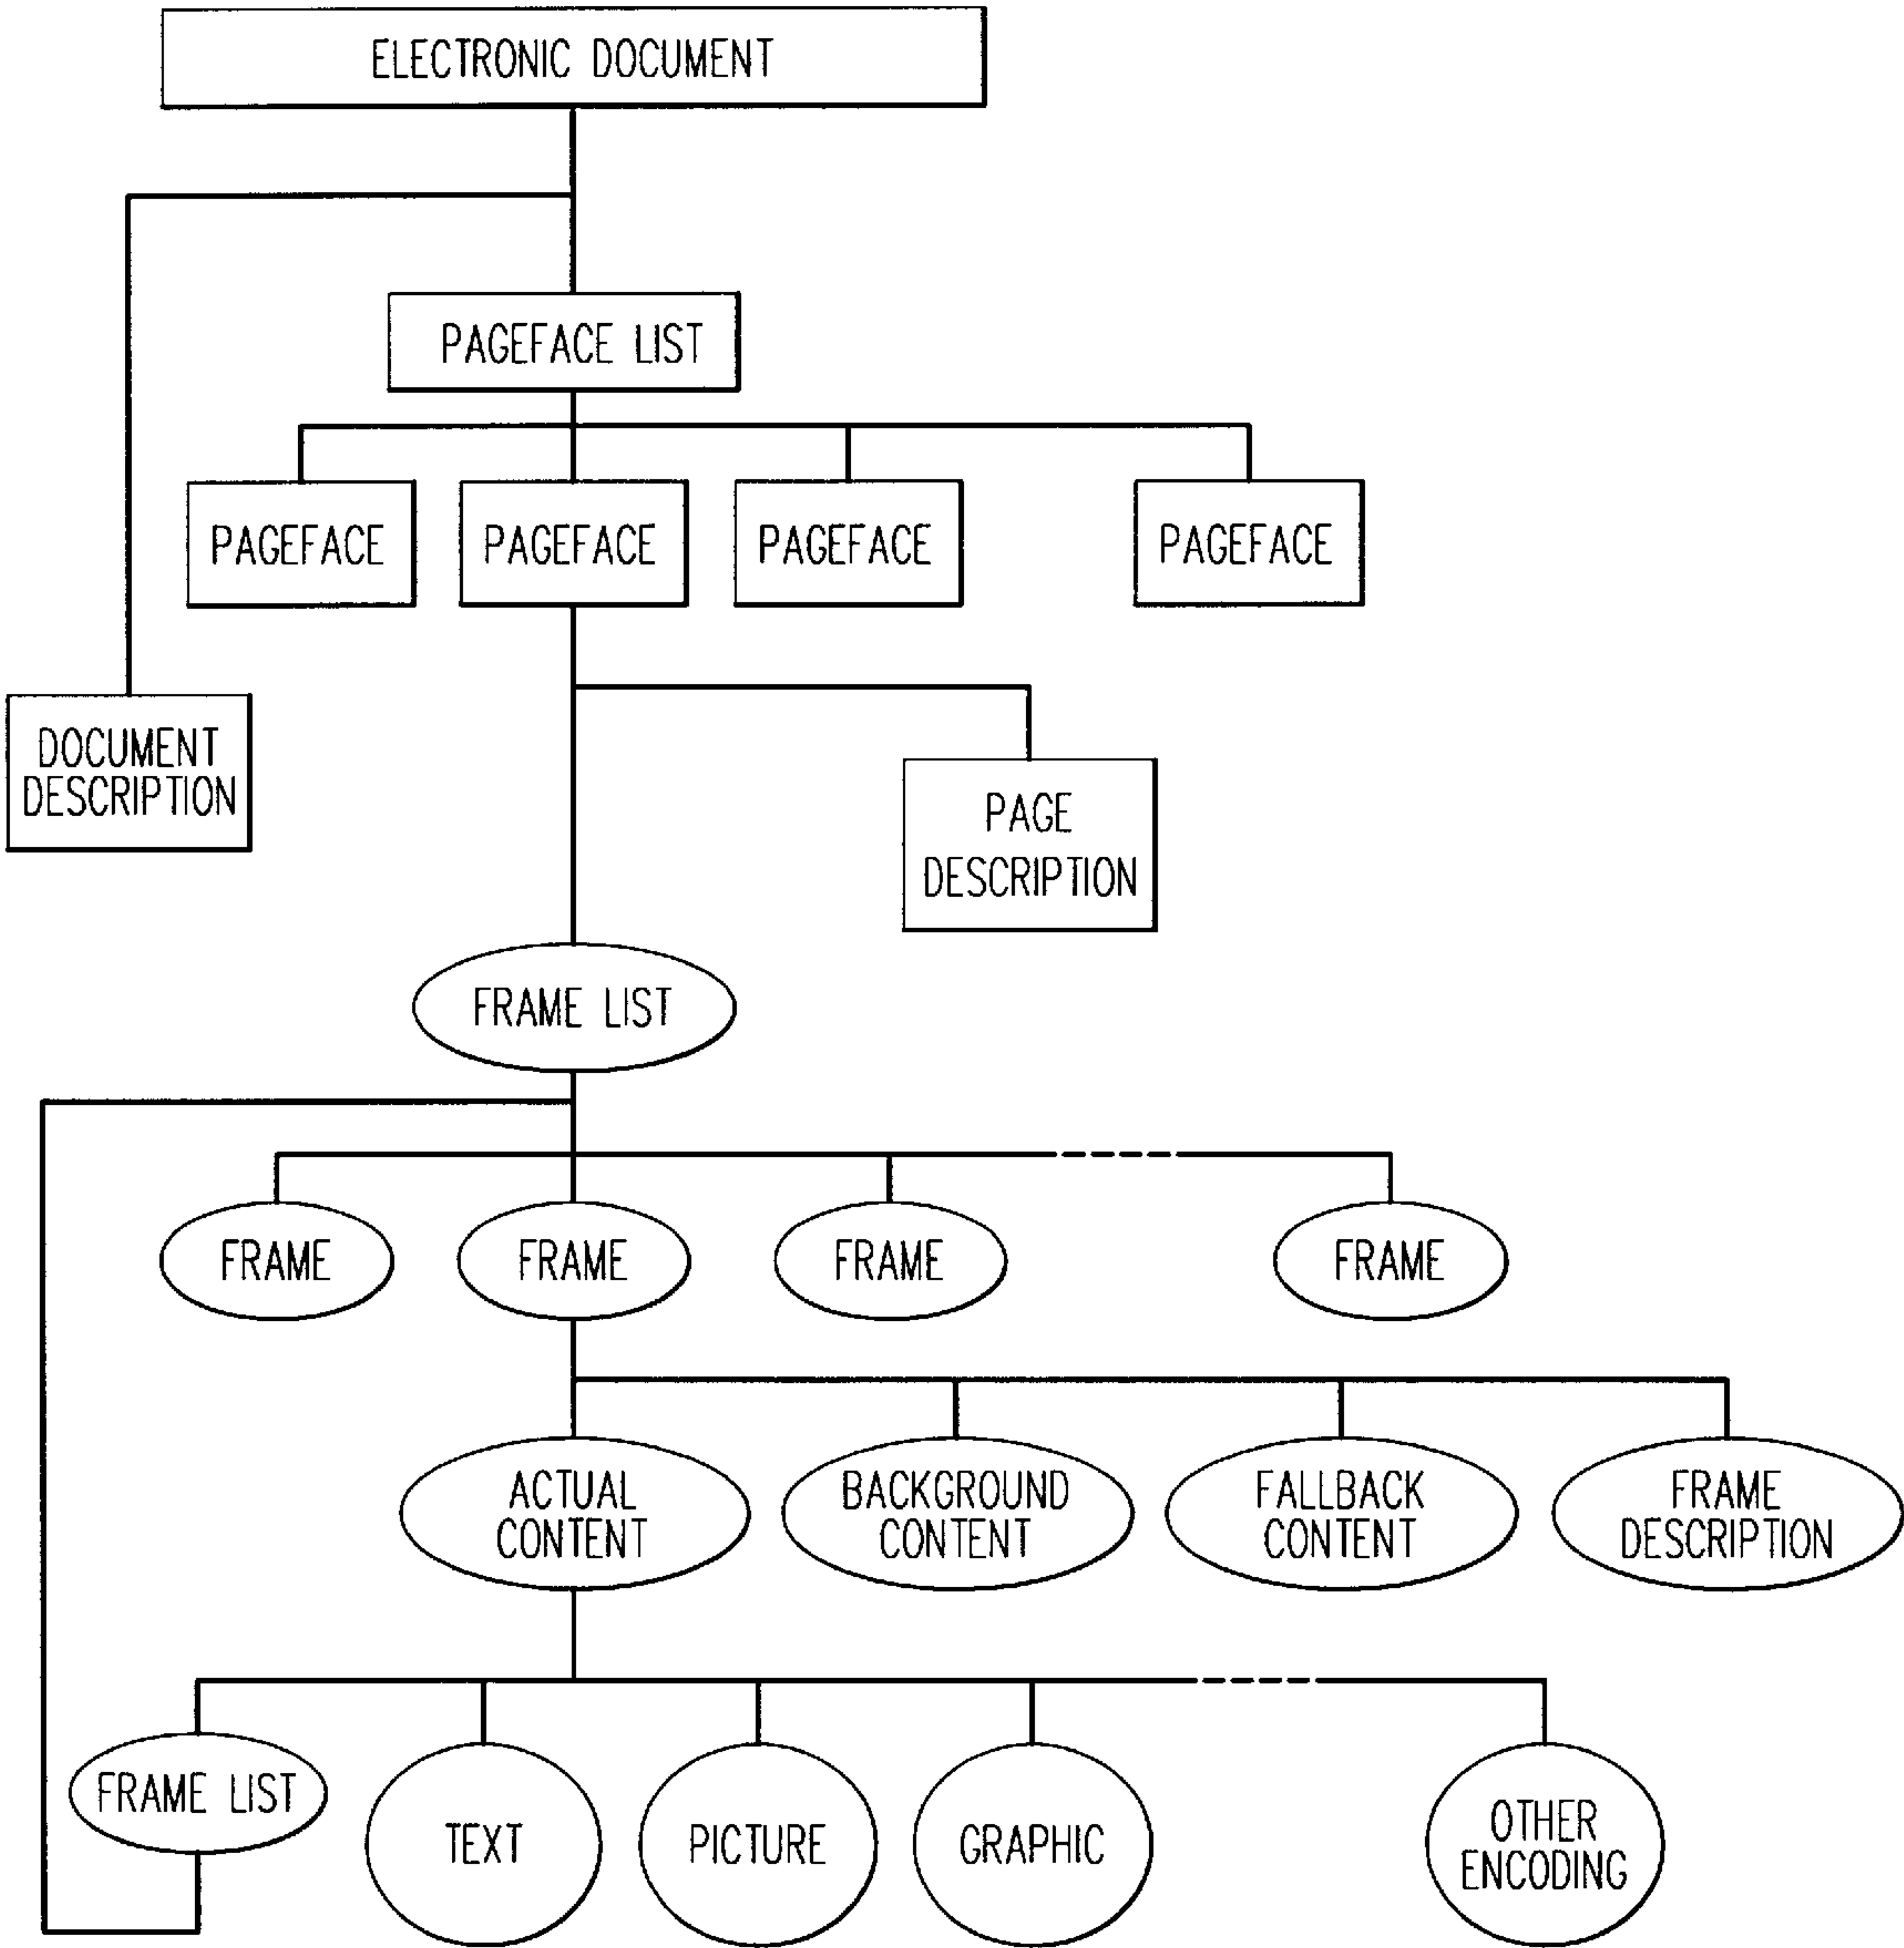 ELECTRONIC DOCUMENT
PAGEFACE LIST
PAGEFACE
PAGEFACE
PAGEFACE
PAGEFACE
DOCUMENT
DESCRIPTION
PAGE
DESCRIPTION
FRAME LIST
FRAME
FRAME
FRAME
FRAME
ACTUAL
CONTENT
BACKGROUND
CONTENT
FALLBACK
CONTENT
FRAME
DESCRIPTION
FRAME LIST
TEXT
PICTURE
GRAPHIC
OTHER
ENCODING